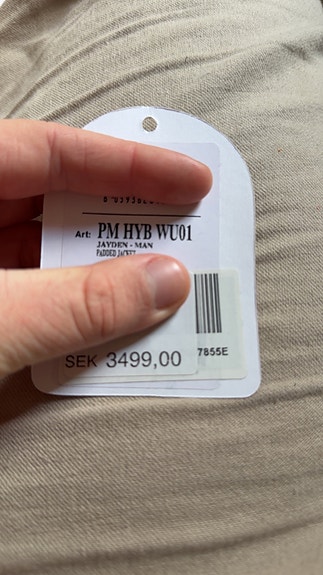 Art: PM HYB WU01
JAYDEN - MAN
PADDED JACKET
SEK 3499,00
7855E